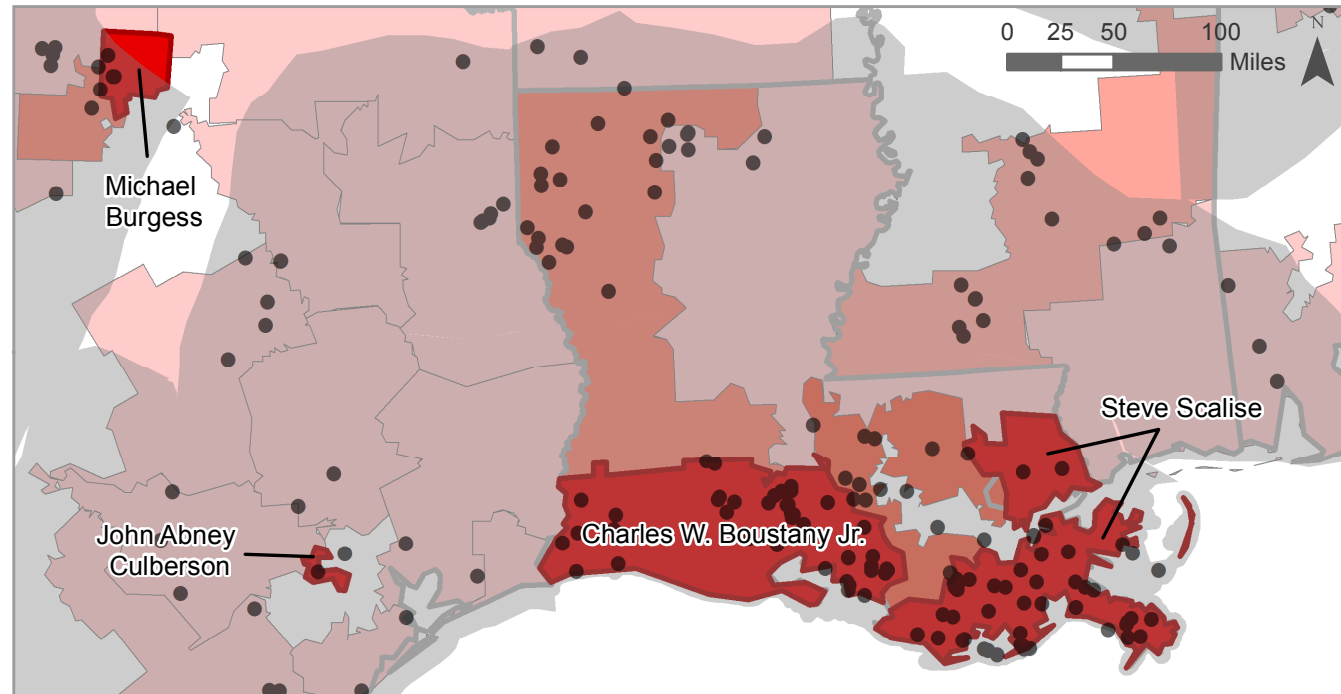 0 25 50 100
Miles
N
Michael
Burgess
Steve Scalise
John Abney
Culberson
Charles W. Boustany Jr.